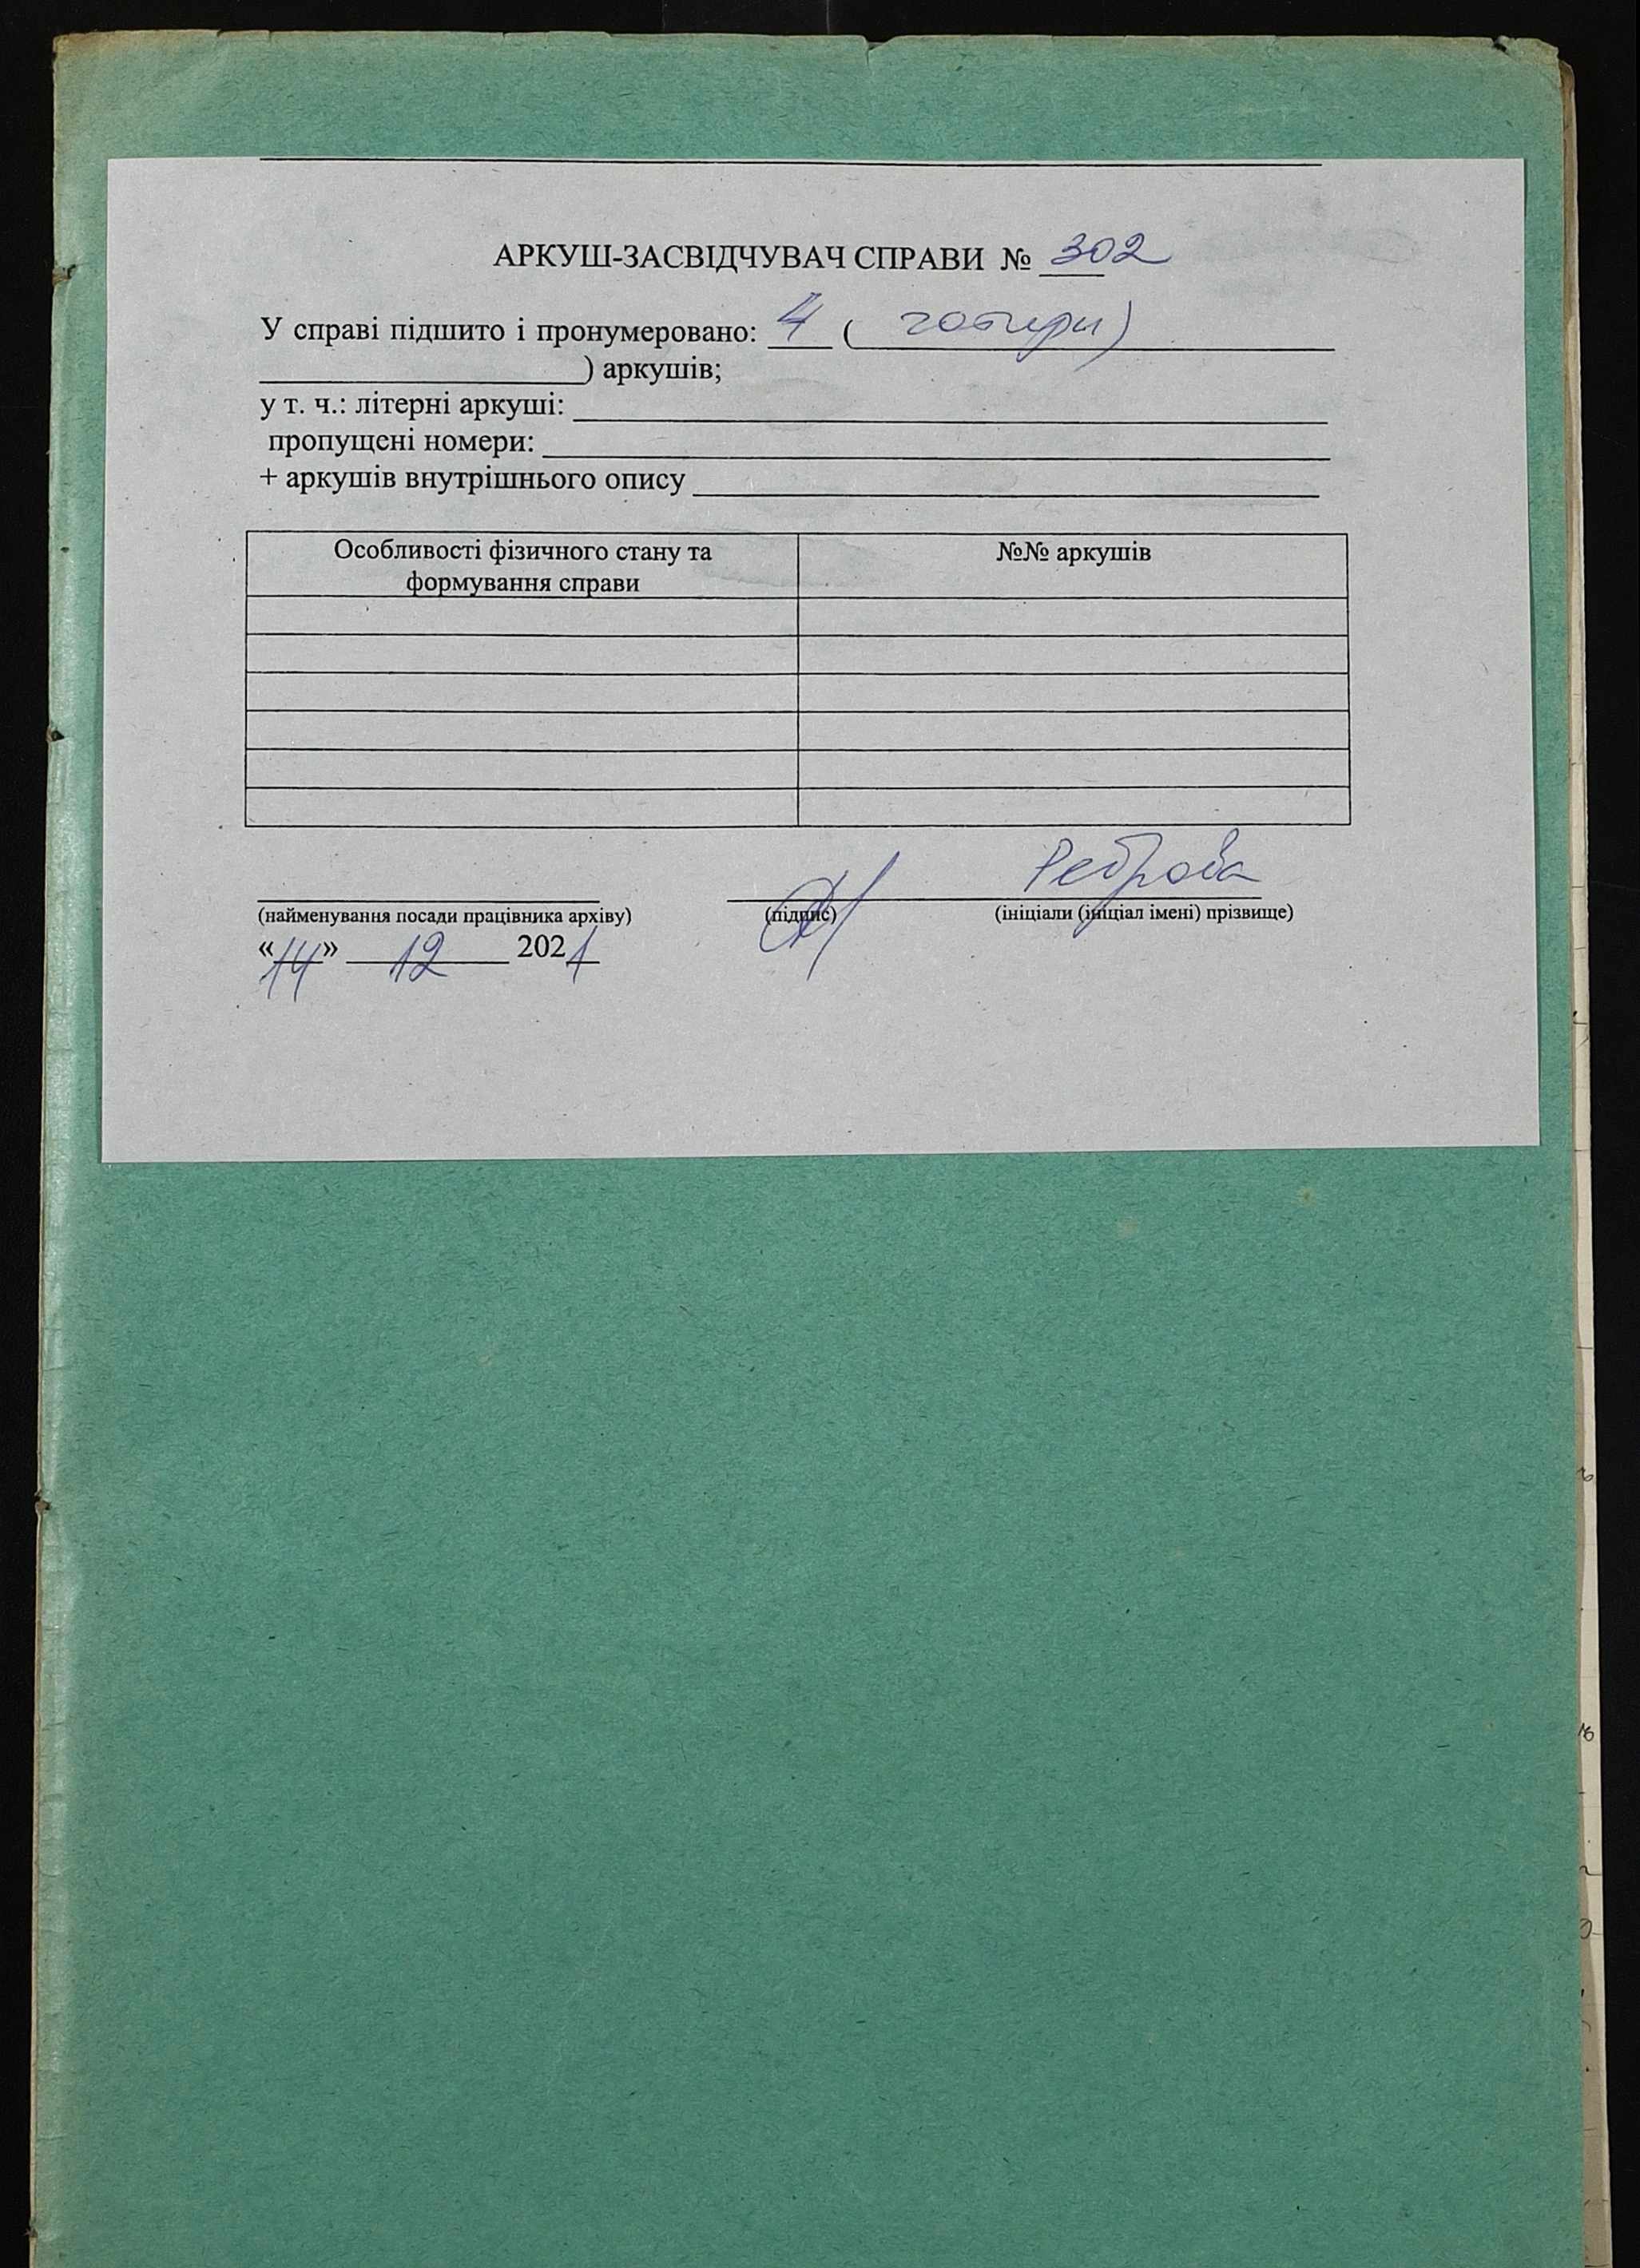 АРКУШ-ЗАСВІДЧУВАЧ СПРАВИ № 302
У справі підшито і пронумеровано: 4 ( чотири)
) аркушів;
у т. ч.: літерні аркуші:
пропущені номери:
+ аркушів внутрішнього опису
Особливості фізичного стану та формування справи №№ аркушів
Реброва
(найменування посади працівника архіву) (підпис) (ініціали (ініціал імені) прізвище)
«14» 12 2021